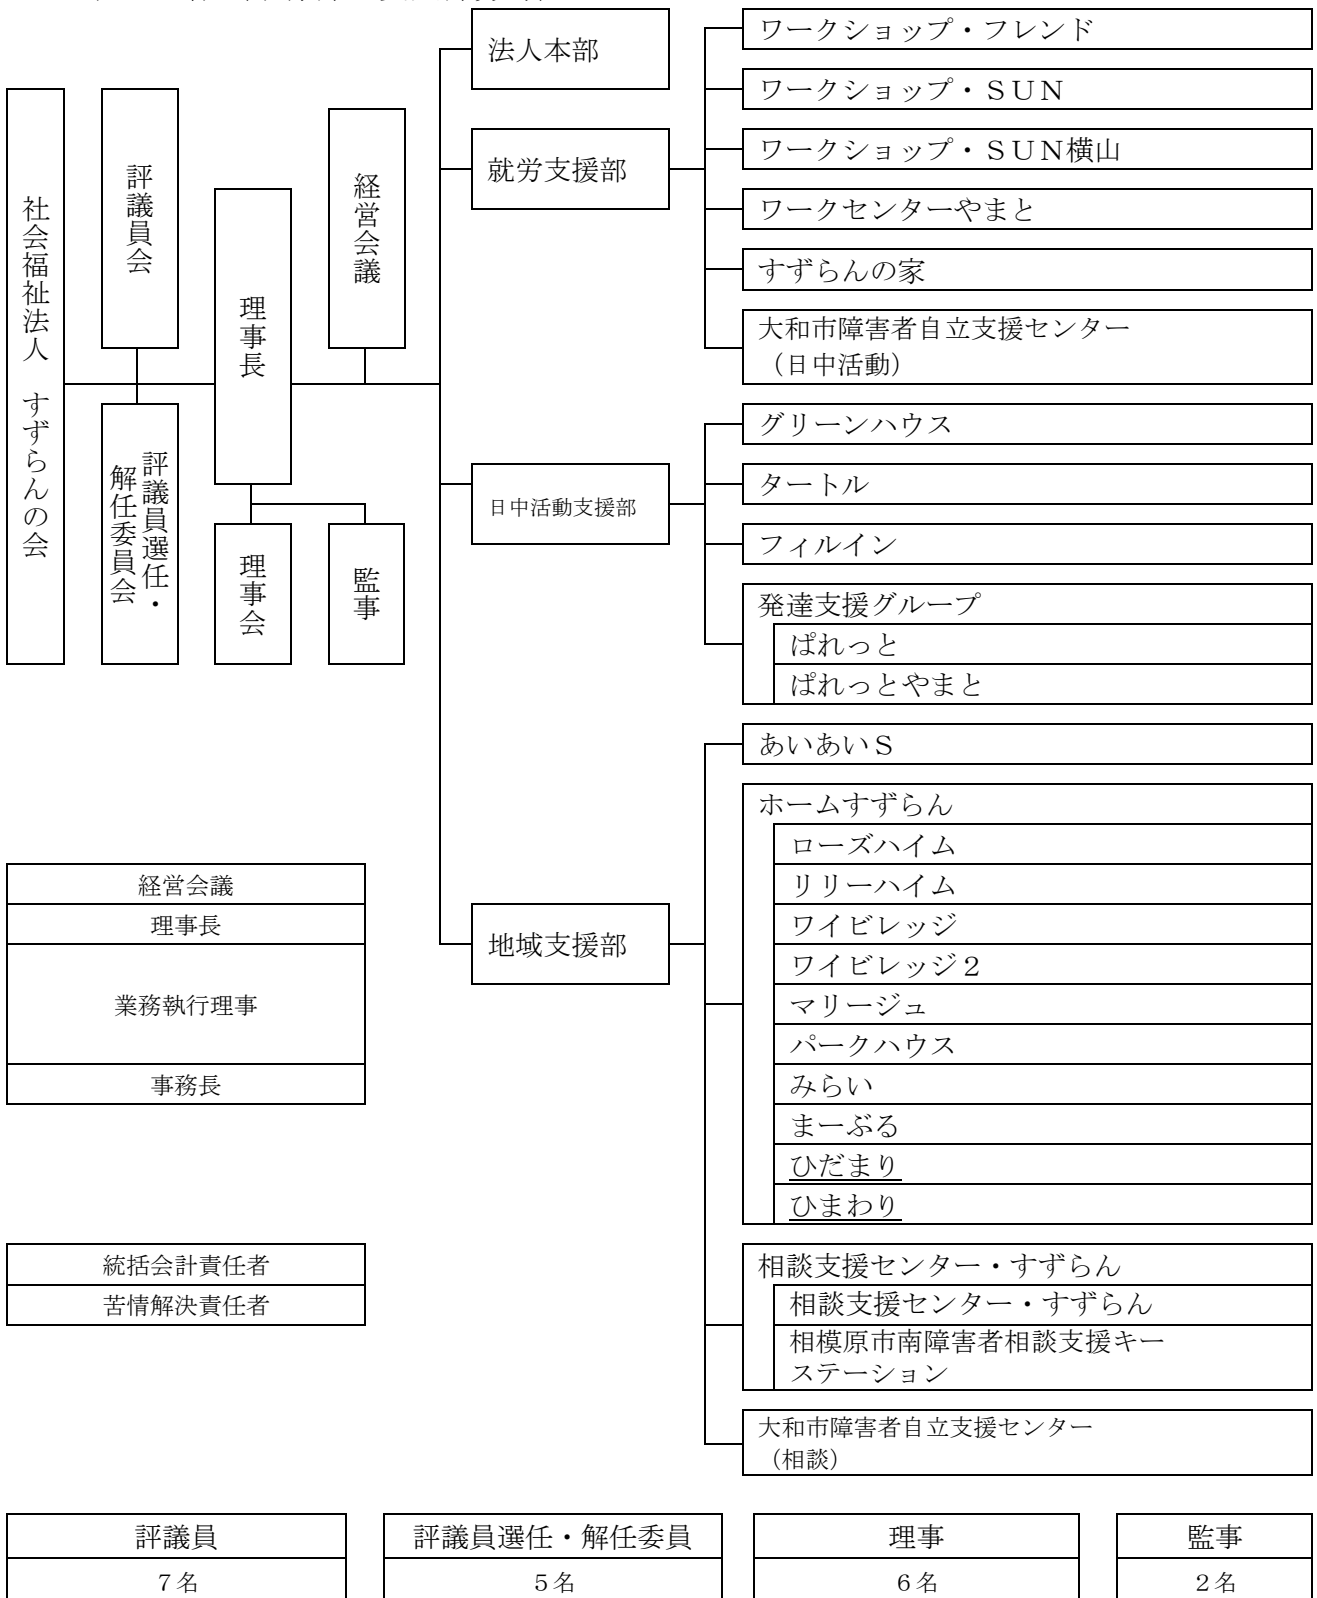 法人本部
ワークショップ・フレンド
ワークショップ・ＳＵＮ
就労支援部
ワークショップ・ＳＵＮ横山
ワークセンターやまと
すずらんの家
大和市障害者自立支援センター
（日中活動）
社会福祉法人　すずらんの会
評議員会
評議員選任・
解任委員会
理事長
経営会議
理事会
監事
日中活動支援部
グリーンハウス
タートル
フィルイン
発達支援グループ
ぱれっと
ぱれっとやまと
地域支援部
あいあいＳ
ホームすずらん
ローズハイム
リリーハイム
ワイビレッジ
ワイビレッジ２
マリージュ
パークハウス
みらい
まーぶる
ひだまり
ひまわり
相談支援センター・すずらん
相談支援センター・すずらん
相模原市南障害者相談支援キー
ステーション
大和市障害者自立支援センター
（相談）
経営会議
理事長
業務執行理事
事務長
統括会計責任者
苦情解決責任者
評議員
７名
評議員選任・解任委員
５名
理事
６名
監事
２名